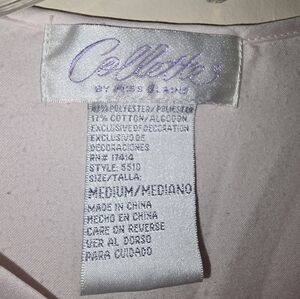 Collette's
BY MISS ELAINE
POLYESTER/POLIESTER
17% COTTON/ALGODON
EXCLUSIVE OF DECORATION
EXCLUSIVO DE
DECORACIONES
RN# 17414
STYLE: 5510
SIZE/TALLA:
MEDIUM/MEDIANO
MADE IN CHINA
HECHO EN CHINA
CARE ON REVERSE
VER AL DORSO
PARA CUIDADO